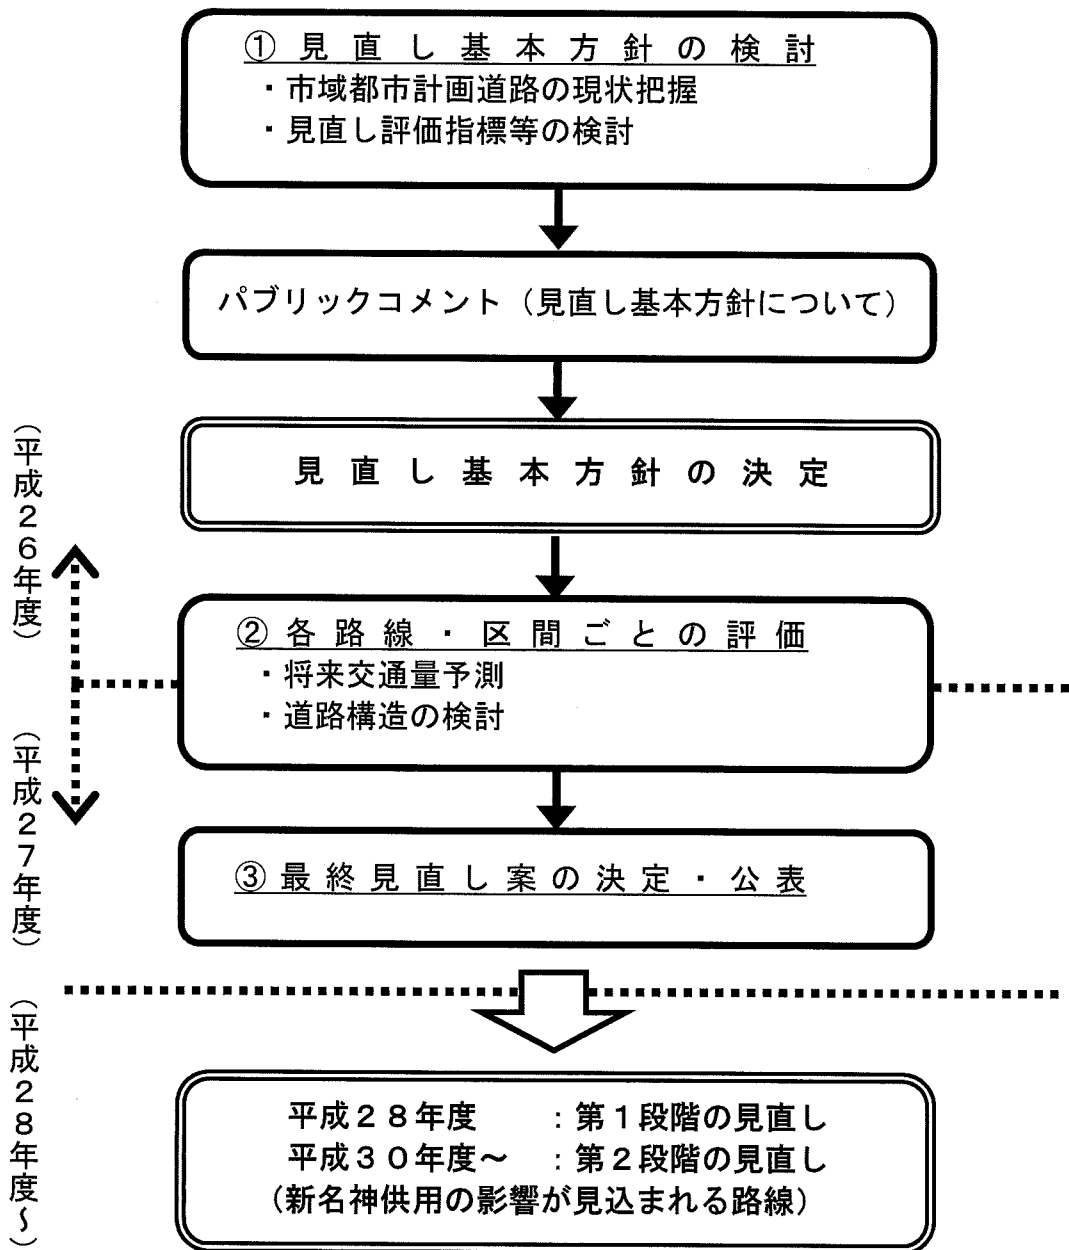 ① 見直し基本方針の検討
・市域都市計画道路の現状把握
・見直し評価指標等の検討
パブリックコメント（見直し基本方針について）
見直し基本方針の決定
（平成２６年度）
② 各路線・区間ごとの評価
・将来交通量予測
・道路構造の検討
（平成２７年度）
③ 最終見直し案の決定・公表
（平成２８年度～）
平成２８年度　：第１段階の見直し
平成３０年度～　：第２段階の見直し
（新名神供用の影響が見込まれる路線）